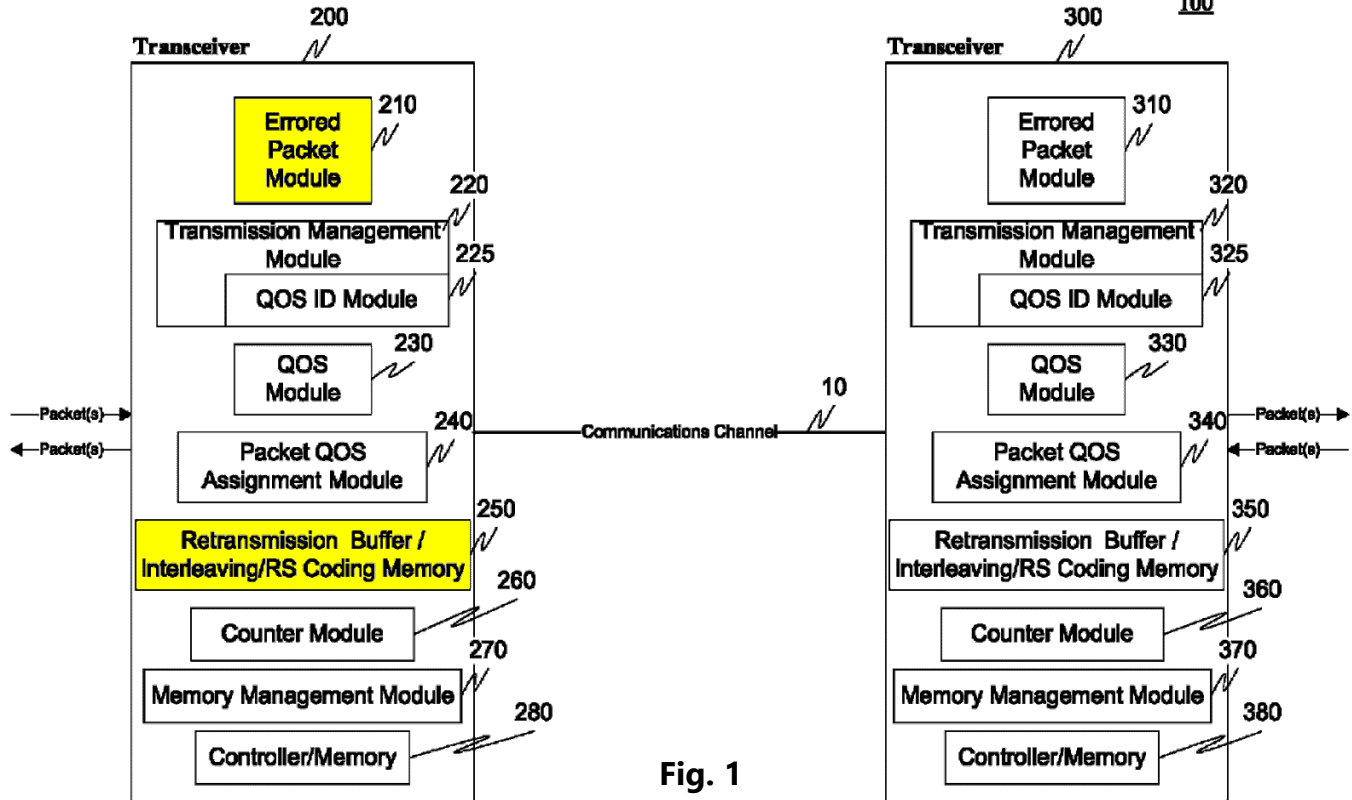 100
200
Transceiver
210
Errored
Packet
Module
220
Transmission Management
Module
225
QOS ID Module
230
QOS
Module
Packet(s)
Packet(s)
240
Packet QOS
Assignment Module
250
Retransmission Buffer /
Interleaving/RS Coding Memory
260
Counter Module
270
Memory Management Module
280
Controller/Memory
10
Communications Channel
300
Transceiver
310
Errored
Packet
Module
320
Transmission Management
Module
325
QOS ID Module
330
QOS
Module
Packet(s)
Packet(s)
340
Packet QOS
Assignment Module
350
Retransmission Buffer /
Interleaving/RS Coding Memory
360
Counter Module
370
Memory Management Module
380
Controller/Memory
Fig. 1